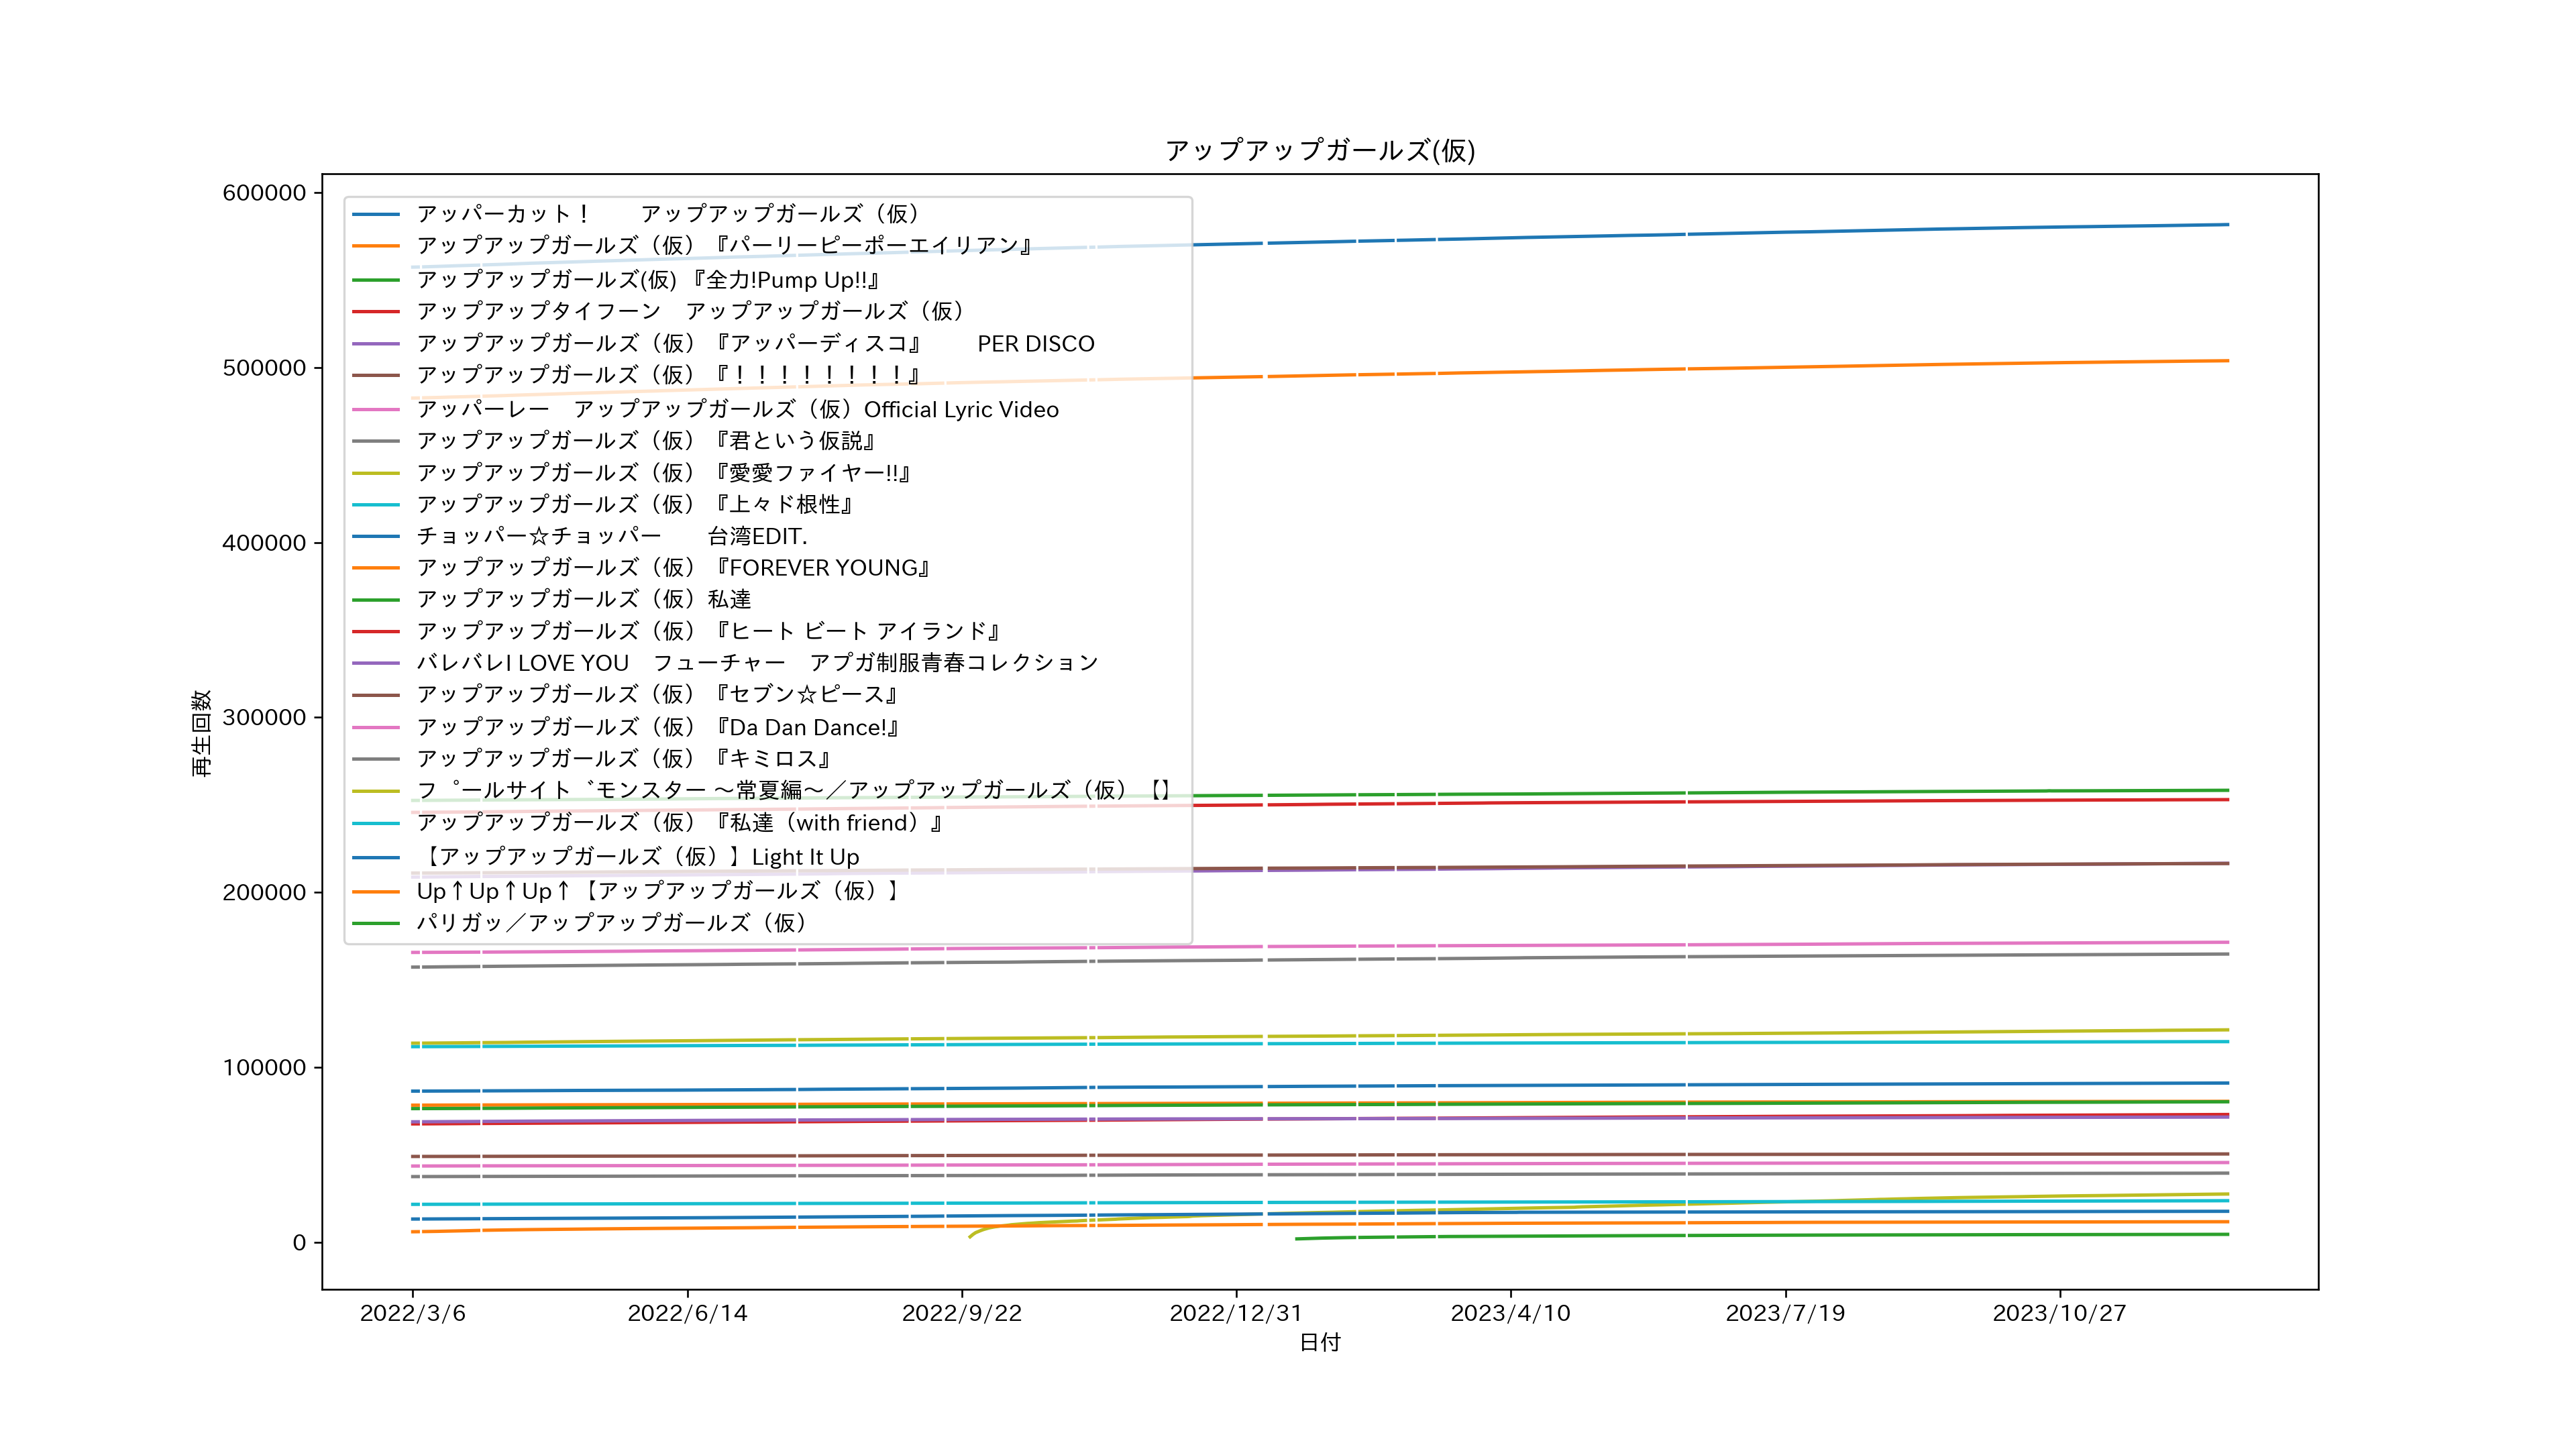 アップアップガールズ(仮)
600000
500000
400000
300000
200000
100000
0
再生回数
アッパーカット！　　アップアップガールズ（仮）
アップアップガールズ（仮）『パーリーピーポーエイリアン』
アップアップガールズ(仮) 『全力!Pump Up!!』
アップアップタイフーン　アップアップガールズ（仮）
アップアップガールズ（仮）『アッパーディスコ』　　PER DISCO
アップアップガールズ（仮）『！！！！！！！！』
アッパーレー　アップアップガールズ（仮）Official Lyric Video
アップアップガールズ（仮）『君という仮説』
アップアップガールズ（仮）『愛愛ファイヤー!!』
アップアップガールズ（仮）『上々ド根性』
チョッパー☆チョッパー　　台湾EDIT.
アップアップガールズ（仮）『FOREVER YOUNG』
アップアップガールズ（仮）私達
アップアップガールズ（仮）『ヒート ビート アイランド』
バレバレI LOVE YOU　フューチャー　アプガ制服青春コレクション
アップアップガールズ（仮）『セブン☆ピース』
アップアップガールズ（仮）『Da Dan Dance!』
アップアップガールズ（仮）『キミロス』
フ゜ールサイト゛モンスター 〜常夏編〜／アップアップガールズ（仮）【】
アップアップガールズ（仮）『私達（with friend）』
【アップアップガールズ（仮）】Light It Up
Up↑Up↑Up↑【アップアップガールズ（仮）】
パリガッ／アップアップガールズ（仮）
2022/3/6 2022/6/14 2022/9/22 2022/12/31 2023/4/10 2023/7/19 2023/10/27
日付